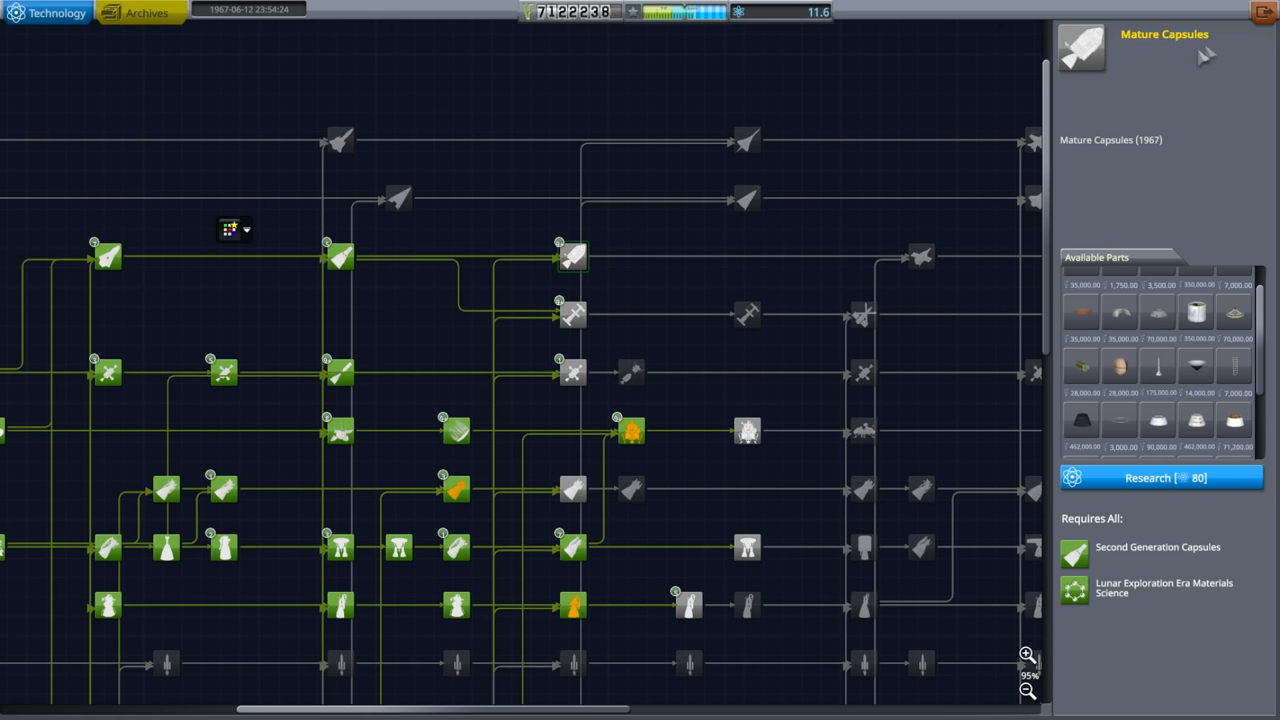 Technology
Archives
1967-06-12 23:54:24
7122238
11.6
Mature Capsules
Mature Capsules (1967)
Available Parts
35,000.00 1,750.00 3,500.00 350,000.00 7,000.00
35,000.00 35,000.00 70,000.00 350,000.00 70,000.00
28,000.00 28,000.00 175,000.00 14,000.00 7,000.00
462,000.00 3,000.00 90,000.00 462,000.00 71,200.00
Research [80]
Requires All:
Second Generation Capsules
Lunar Exploration Era Materials
Science
95%